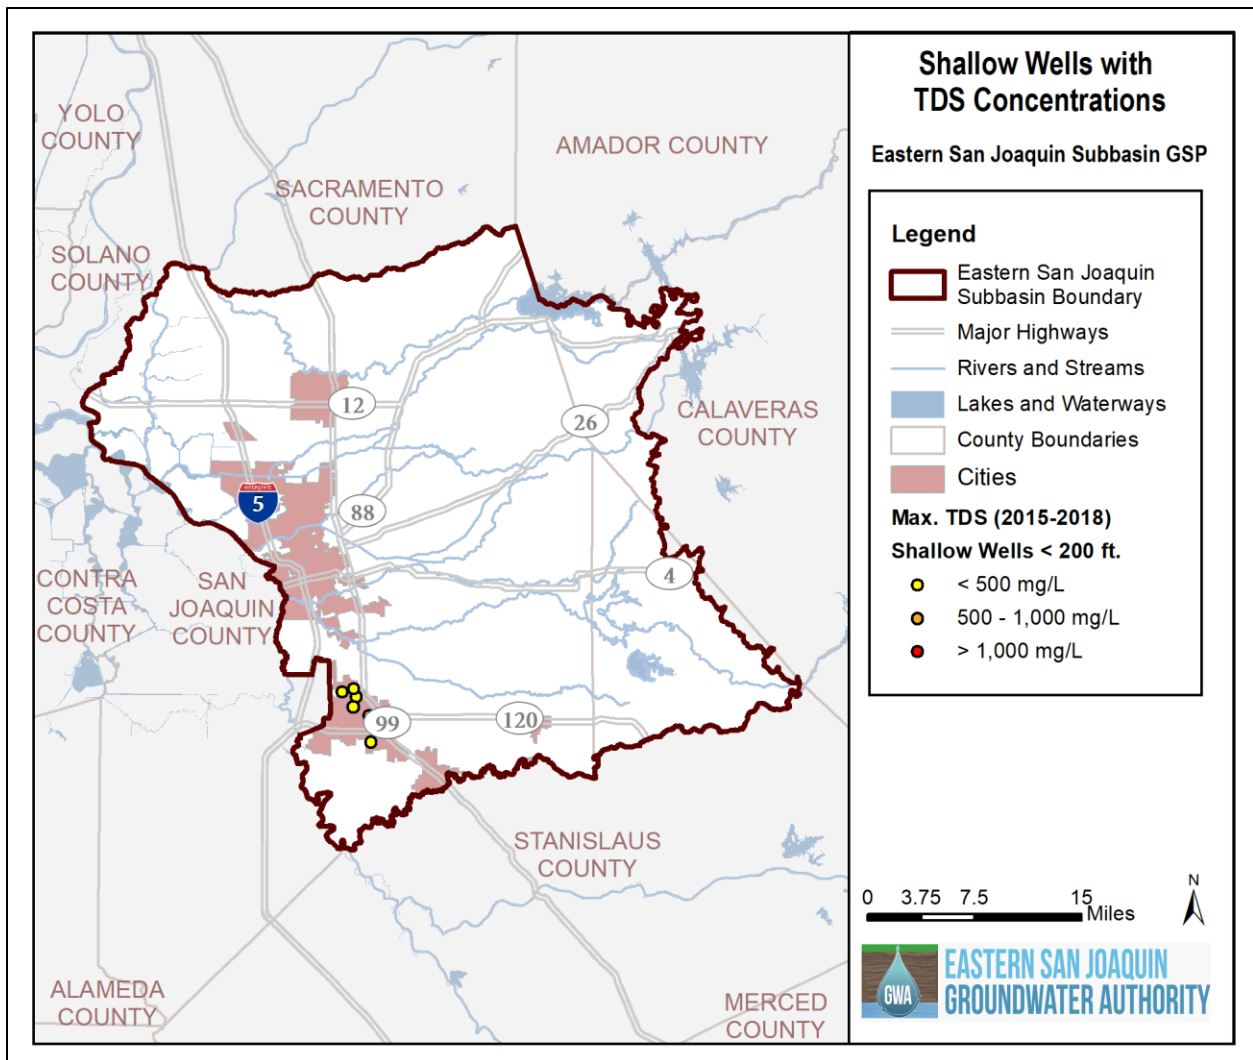 YOLO
COUNTY
AMADOR COUNTY
SACRAMENTO
COUNTY
SOLANO
COUNTY
12
26
CALAVERAS
COUNTY
INTERSTATE
5
88
4
CONTRA
COSTA
COUNTY
SAN
JOAQUIN
COUNTY
99
120
STANISLAUS
COUNTY
ALAMEDA
COUNTY
MERCED
COUNTY
Shallow Wells with
TDS Concentrations
Eastern San Joaquin Subbasin GSP
Legend
Eastern San Joaquin
Subbasin Boundary
Major Highways
Rivers and Streams
Lakes and Waterways
County Boundaries
Cities
Max. TDS (2015-2018)
Shallow Wells < 200 ft.
< 500 mg/L
500 - 1,000 mg/L
> 1,000 mg/L
N
0 3.75 7.5 15
Miles
GWA
EASTERN SAN JOAQUIN
GROUNDWATER AUTHORITY